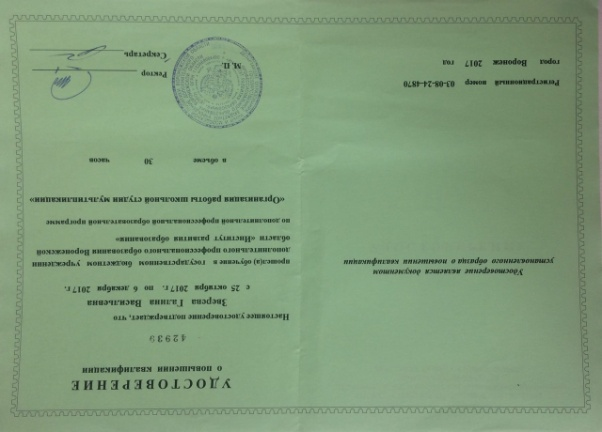 Удостоверение является документом
установленного образца о повышении квалификации
Регистрационный номер 03-08-24-4870
город Воронеж 2017 год
УДОСТОВЕРЕНИЕ
О ПОВЫШЕНИИ КВАЛИФИКАЦИИ
42939
Настоящее удостоверение подтверждает, что
Зверева Галина Васильевна
с 25 октября 2017 г. по 6 декабря 2017 г.
прошел(а) обучение в государственном бюджетном учреждении
дополнительного профессионального образования Воронежской
области «Институт развития образования»
по дополнительной профессиональной образовательной программе
«Организация работы школьной студии мультипликации»
в объеме 30 часов
М.П.
Ректор
Секретарь